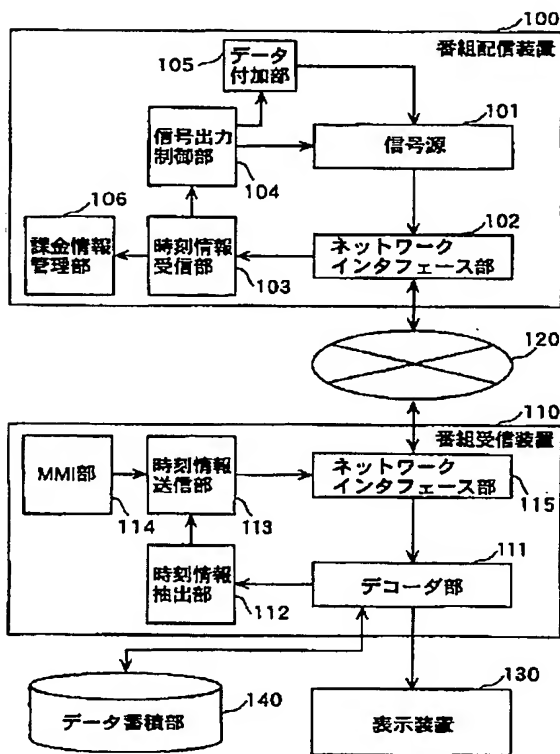 100
番組配信装置
105
データ
付加部
101
信号源
信号出力
制御部
104
106
課金情報
管理部
時刻情報
受信部
103
102
ネットワーク
インタフェース部
120
110
番組受信装置
MMI部
114
時刻情報
送信部
113
ネットワーク
インタフェース部
115
時刻情報
抽出部
112
111
デコーダ部
データ蓄積部
140
130
表示装置